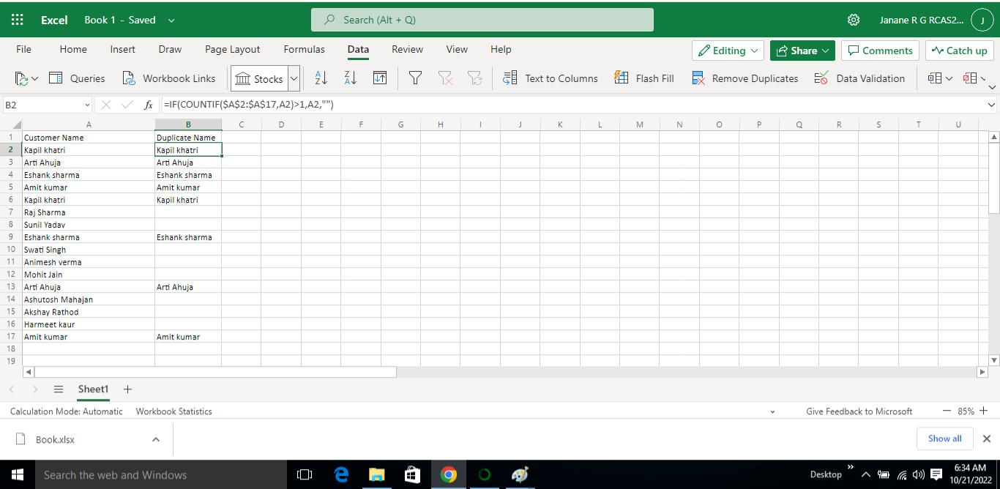 Excel Book 1 - Saved Search (Alt + Q) Janane R G RCAS2... J
File Home Insert Draw Page Layout Formulas Data Review View Help Editing Share Comments Catch up
Queries Workbook Links Stocks Text to Columns Flash Fill Remove Duplicates Data Validation
B2 fx =IF(COUNTIF($A$2:$A$17,A2)>1,A2,"")
A B C D E F G H I J K L M N O P Q R S T U
1 Customer Name Duplicate Name
2 Kapil khatri Kapil khatri
3 Arti Ahuja Arti Ahuja
4 Eshank sharma Eshank sharma
5 Amit kumar Amit kumar
6 Kapil khatri Kapil khatri
7 Raj Sharma
8 Sunil Yadav
9 Eshank sharma Eshank sharma
10 Swati Singh
11 Animesh verma
12 Mohit Jain
13 Arti Ahuja Arti Ahuja
14 Ashutosh Mahajan
15 Akshay Rathod
16 Harmeet kaur
17 Amit kumar Amit kumar
18
19
Sheet1
Calculation Mode: Automatic Workbook Statistics Give Feedback to Microsoft 85%
Book.xlsx Show all
Search the web and Windows Desktop 6:34 AM
10/21/2022